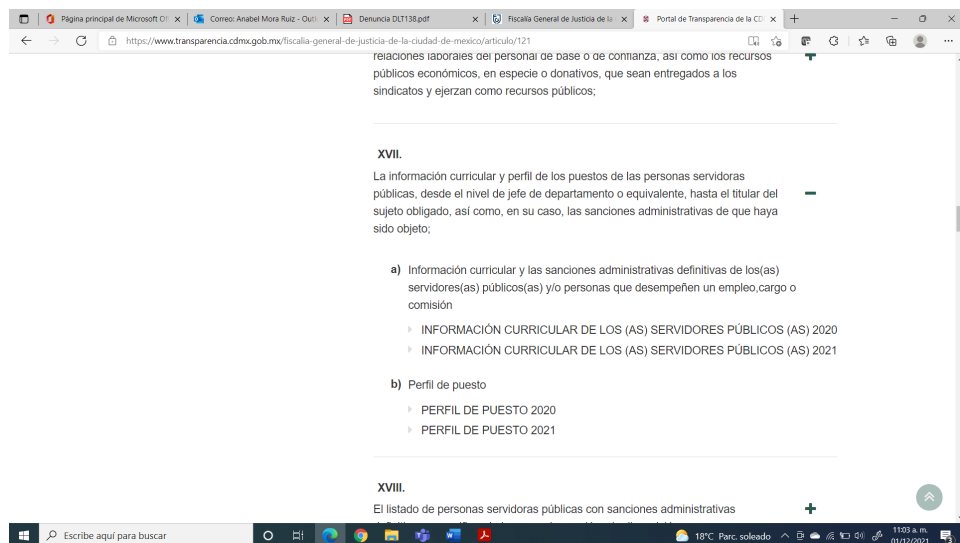 Página principal de Microsoft Of
Correo: Anabel Mora Ruiz - Outl
Denuncia DLT138.pdf
Fiscalía General de Justicia de la
Portal de Transparencia de la CD
https://www.transparencia.cdmx.gob.mx/fiscalia-general-de-justicia-de-la-ciudad-de-mexico/articulo/121
relaciones laborales del personal de base o de confianza, así como los recursos
públicos económicos, en especie o donativos, que sean entregados a los
sindicatos y ejerzan como recursos públicos;
XVII.
La información curricular y perfil de los puestos de las personas servidoras
públicas, desde el nivel de jefe de departamento o equivalente, hasta el titular del
sujeto obligado, así como, en su caso, las sanciones administrativas de que haya
sido objeto;
a) Información curricular y las sanciones administrativas definitivas de los(as)
servidores(as) públicos(as) y/o personas que desempeñen un empleo,cargo o
comisión
INFORMACIÓN CURRICULAR DE LOS (AS) SERVIDORES PÚBLICOS (AS) 2020
INFORMACIÓN CURRICULAR DE LOS (AS) SERVIDORES PÚBLICOS (AS) 2021
b) Perfil de puesto
PERFIL DE PUESTO 2020
PERFIL DE PUESTO 2021
XVIII.
El listado de personas servidoras públicas con sanciones administrativas
Escribe aquí para buscar
18°C Parc. soleado
11:03 a. m.
01/12/2021